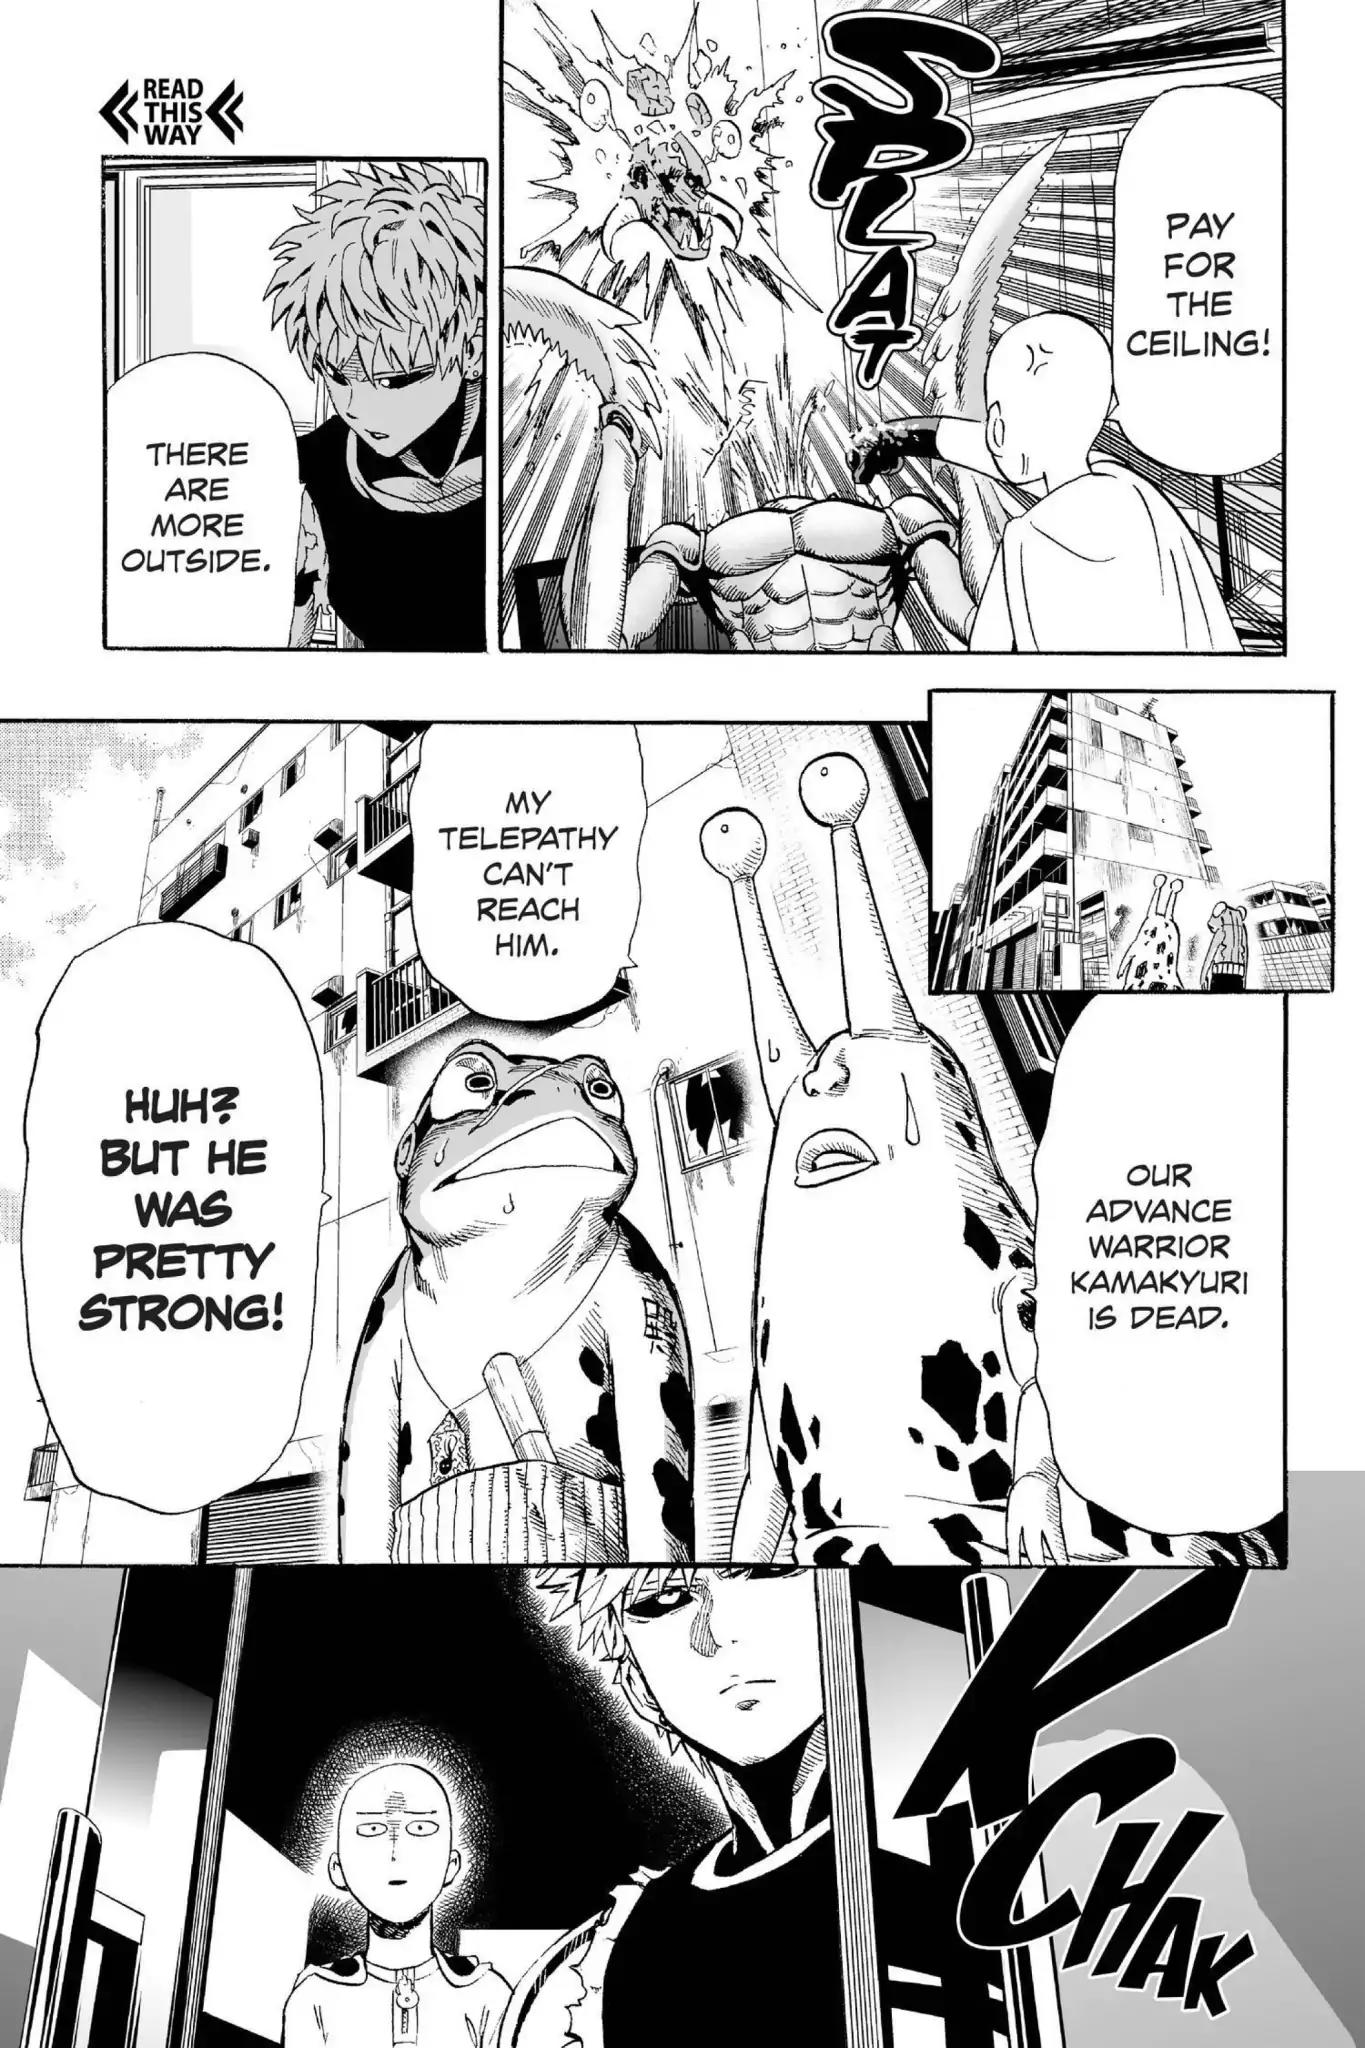 READ
THIS
WAY
PAY
FOR
THE
CEILING!
SPLAT
THERE
ARE
MORE
OUTSIDE.
OUR
ADVANCE
WARRIOR
KAMAKYURI
IS DEAD.
MY
TELEPATHY
CAN'T
REACH
HIM.
HUH?
BUT HE
WAS
PRETTY
STRONG!
K
CHAK